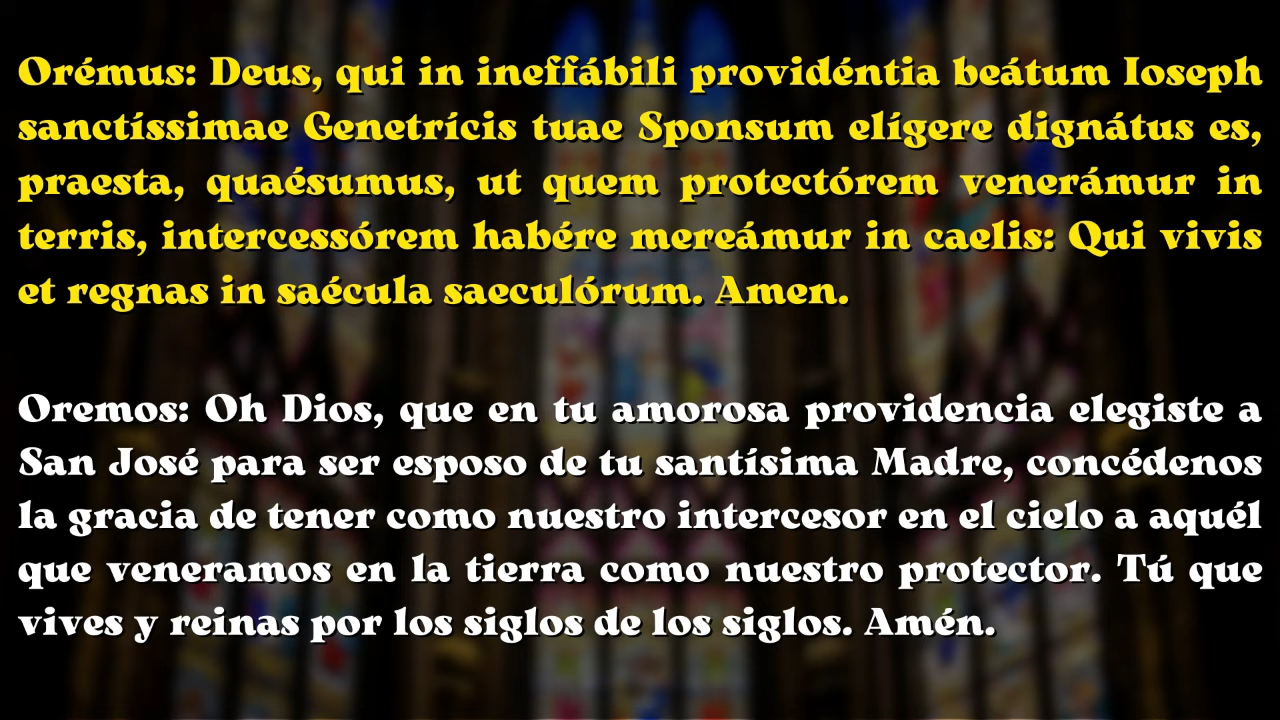 Orémus: Deus, qui in ineffábili providéntia beátum Ioseph
sanctíssimae Genetrícis tuae Sponsum elígere dignátus es,
praesta, quaésumus, ut quem protectórem venerámur in
terris, intercessórem habére mereámur in caelis: Qui vivis
et regnas in saécula saeculórum. Amen.
Oremos: Oh Dios, que en tu amorosa providencia elegiste a
San José para ser esposo de tu santísima Madre, concédenos
la gracia de tener como nuestro intercesor en el cielo a aquél
que veneramos en la tierra como nuestro protector. Tú que
vives y reinas por los siglos de los siglos. Amén.